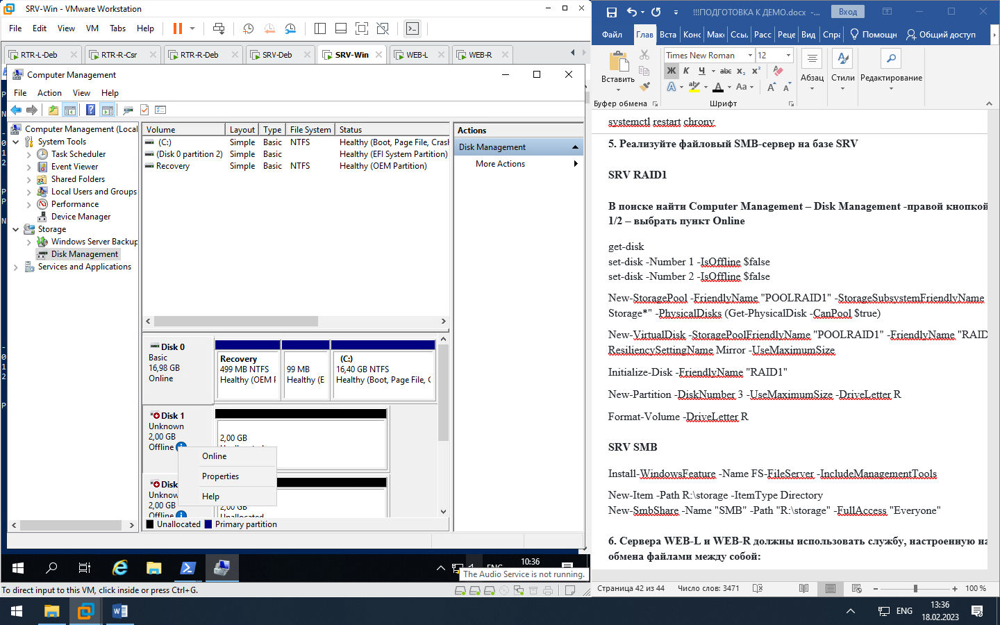 SRV-Win - VMware Workstation
File Edit View VM Tabs Help
RTR-L-Deb RTR-R-Csr RTR-R-Deb SRV-Deb SRV-Win WEB-L WEB-R
Computer Management
File Action View Help
Computer Management (Local
System Tools
Task Scheduler
Event Viewer
Shared Folders
Local Users and Groups
Performance
Device Manager
Storage
Windows Server Backup
Disk Management
Services and Applications
Volume Layout Type File System Status
(C:) Simple Basic NTFS Healthy (Boot, Page File, Crash
(Disk 0 partition 2) Simple Basic Healthy (EFI System Partition)
Recovery Simple Basic NTFS Healthy (OEM Partition)
Actions
Disk Management
More Actions
Disk 0
Basic
16,98 GB
Online
Recovery
499 MB NTFS
Healthy (OEM P
99 MB
Healthy (E
(C:)
16,40 GB NTFS
Healthy (Boot, Page File, C
Disk 1
Unknown
2,00 GB
Offline
2,00 GB
Online
Properties
Help
Disk
Unknow
2,00 GB
Offline
2,00 GB
Unallocated
Unallocated Primary partition
10:36
ENG
The Audio Service is not running.
To direct input to this VM, click inside or press Ctrl+G.
!!!ПОДГОТОВКА К ДЕМО.docx -...
Вход
Файл Глав Вста Конс Мак Ссы. Расс Реце Вид Спра Помощн Общий доступ
Вставить
Буфер обмена
Times New Roman 12
Ж К Ч abc x₂ x²
А aby А Aa А А
Шрифт
Абзац Стили Редактирование
systemctl restart chrony
5. Реализуйте файловый SMB-сервер на базе SRV
SRV RAID1
В поиске найти Computer Management – Disk Management -правой кнопкой
1/2 – выбрать пункт Online
get-disk
set-disk -Number 1 -IsOffline $false
set-disk -Number 2 -IsOffline $false
New-StoragePool -FriendlyName "POOLRAID1" -StorageSubsystemFriendlyName
Storage*" -PhysicalDisks (Get-PhysicalDisk -CanPool $true)
New-VirtualDisk -StoragePoolFriendlyName "POOLRAID1" -FriendlyName "RAID
ResiliencySettingName Mirror -UseMaximumSize
Initialize-Disk -FriendlyName "RAID1"
New-Partition -DiskNumber 3 -UseMaximumSize -DriveLetter R
Format-Volume -DriveLetter R
SRV SMB
Install-WindowsFeature -Name FS-FileServer -IncludeManagementTools
New-Item -Path R:\storage -ItemType Directory
New-SmbShare -Name "SMB" -Path "R:\storage" -FullAccess "Everyone"
6. Сервера WEB-L и WEB-R должны использовать службу, настроенную на
обмена файлами между собой:
Страница 42 из 44 Число слов: 3471 100 %
ENG
13:36
18.02.2023